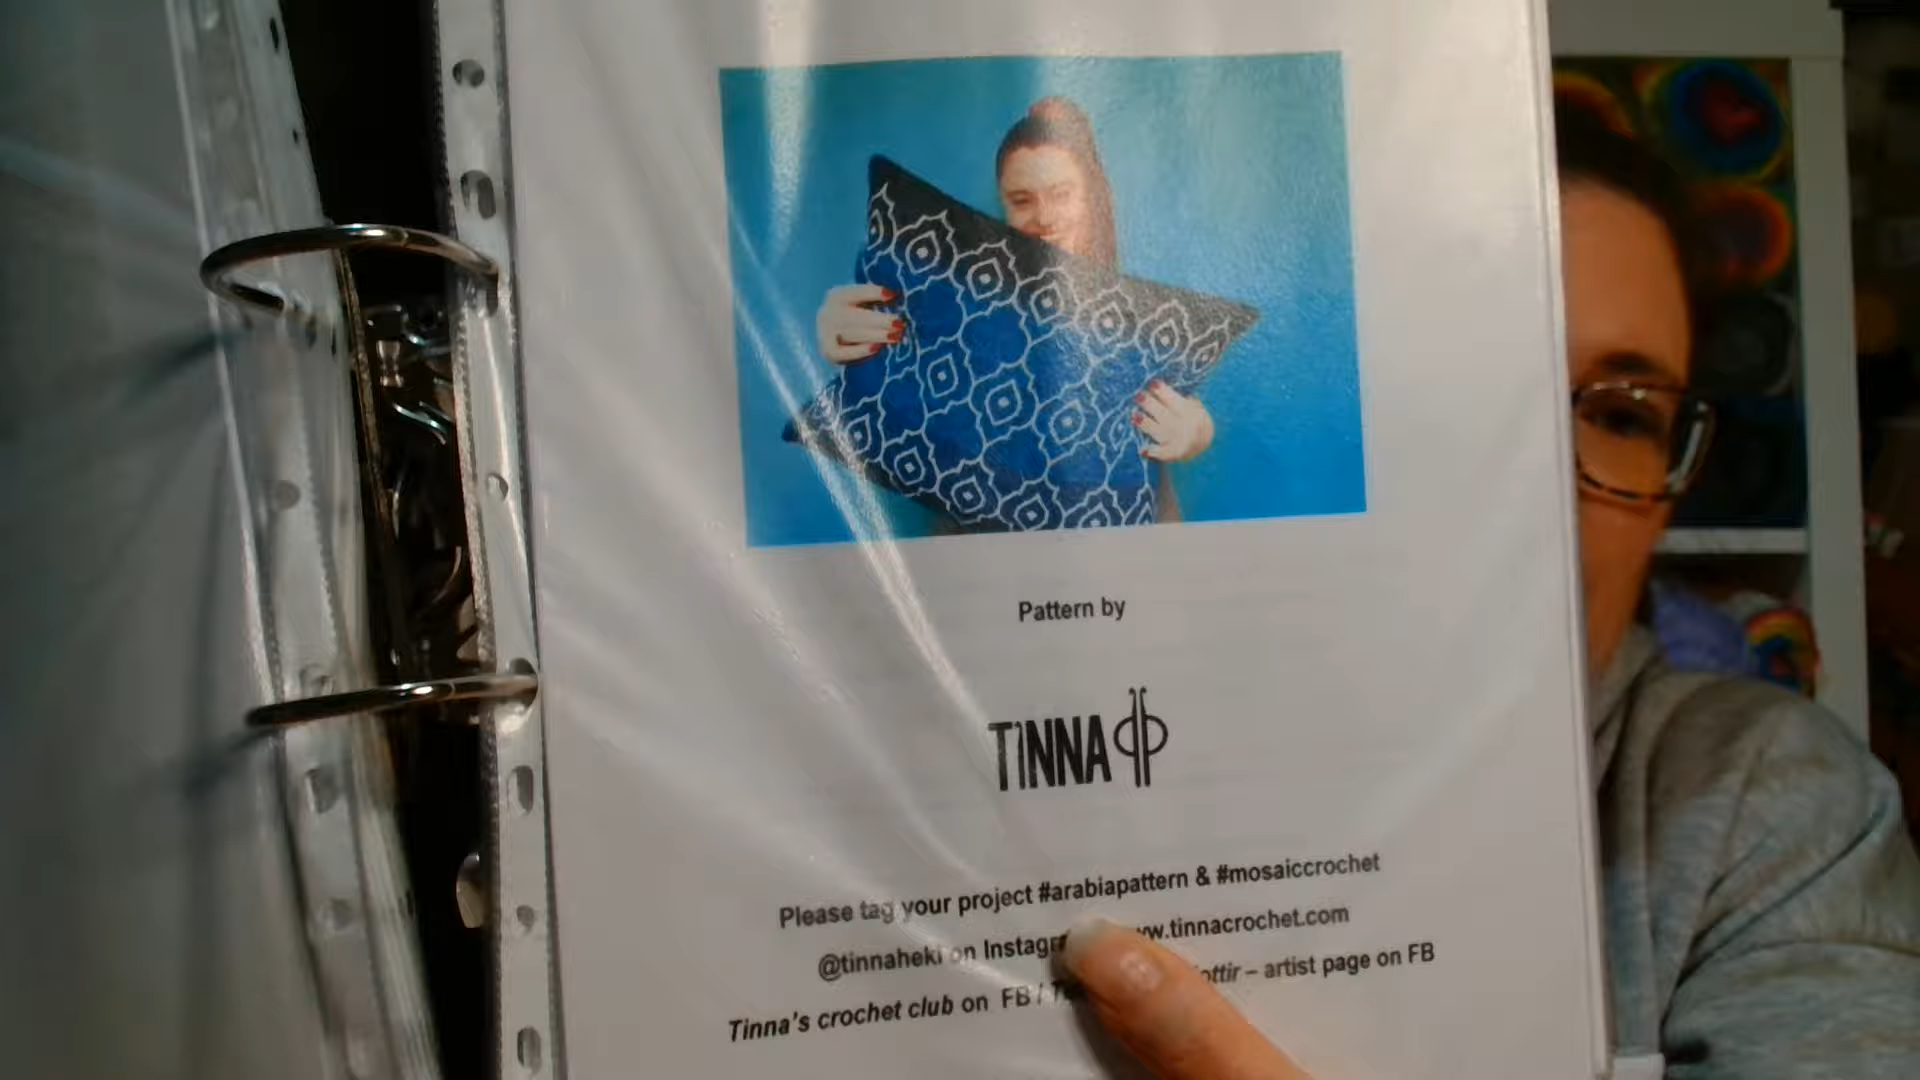 Pattern by
TINNA
Please tag your project #arabiapattern & #mosaiccrochet
@tinnahekl on www.tinnacrochet.com
Tinna's crochet club on FB / – artist page on FB